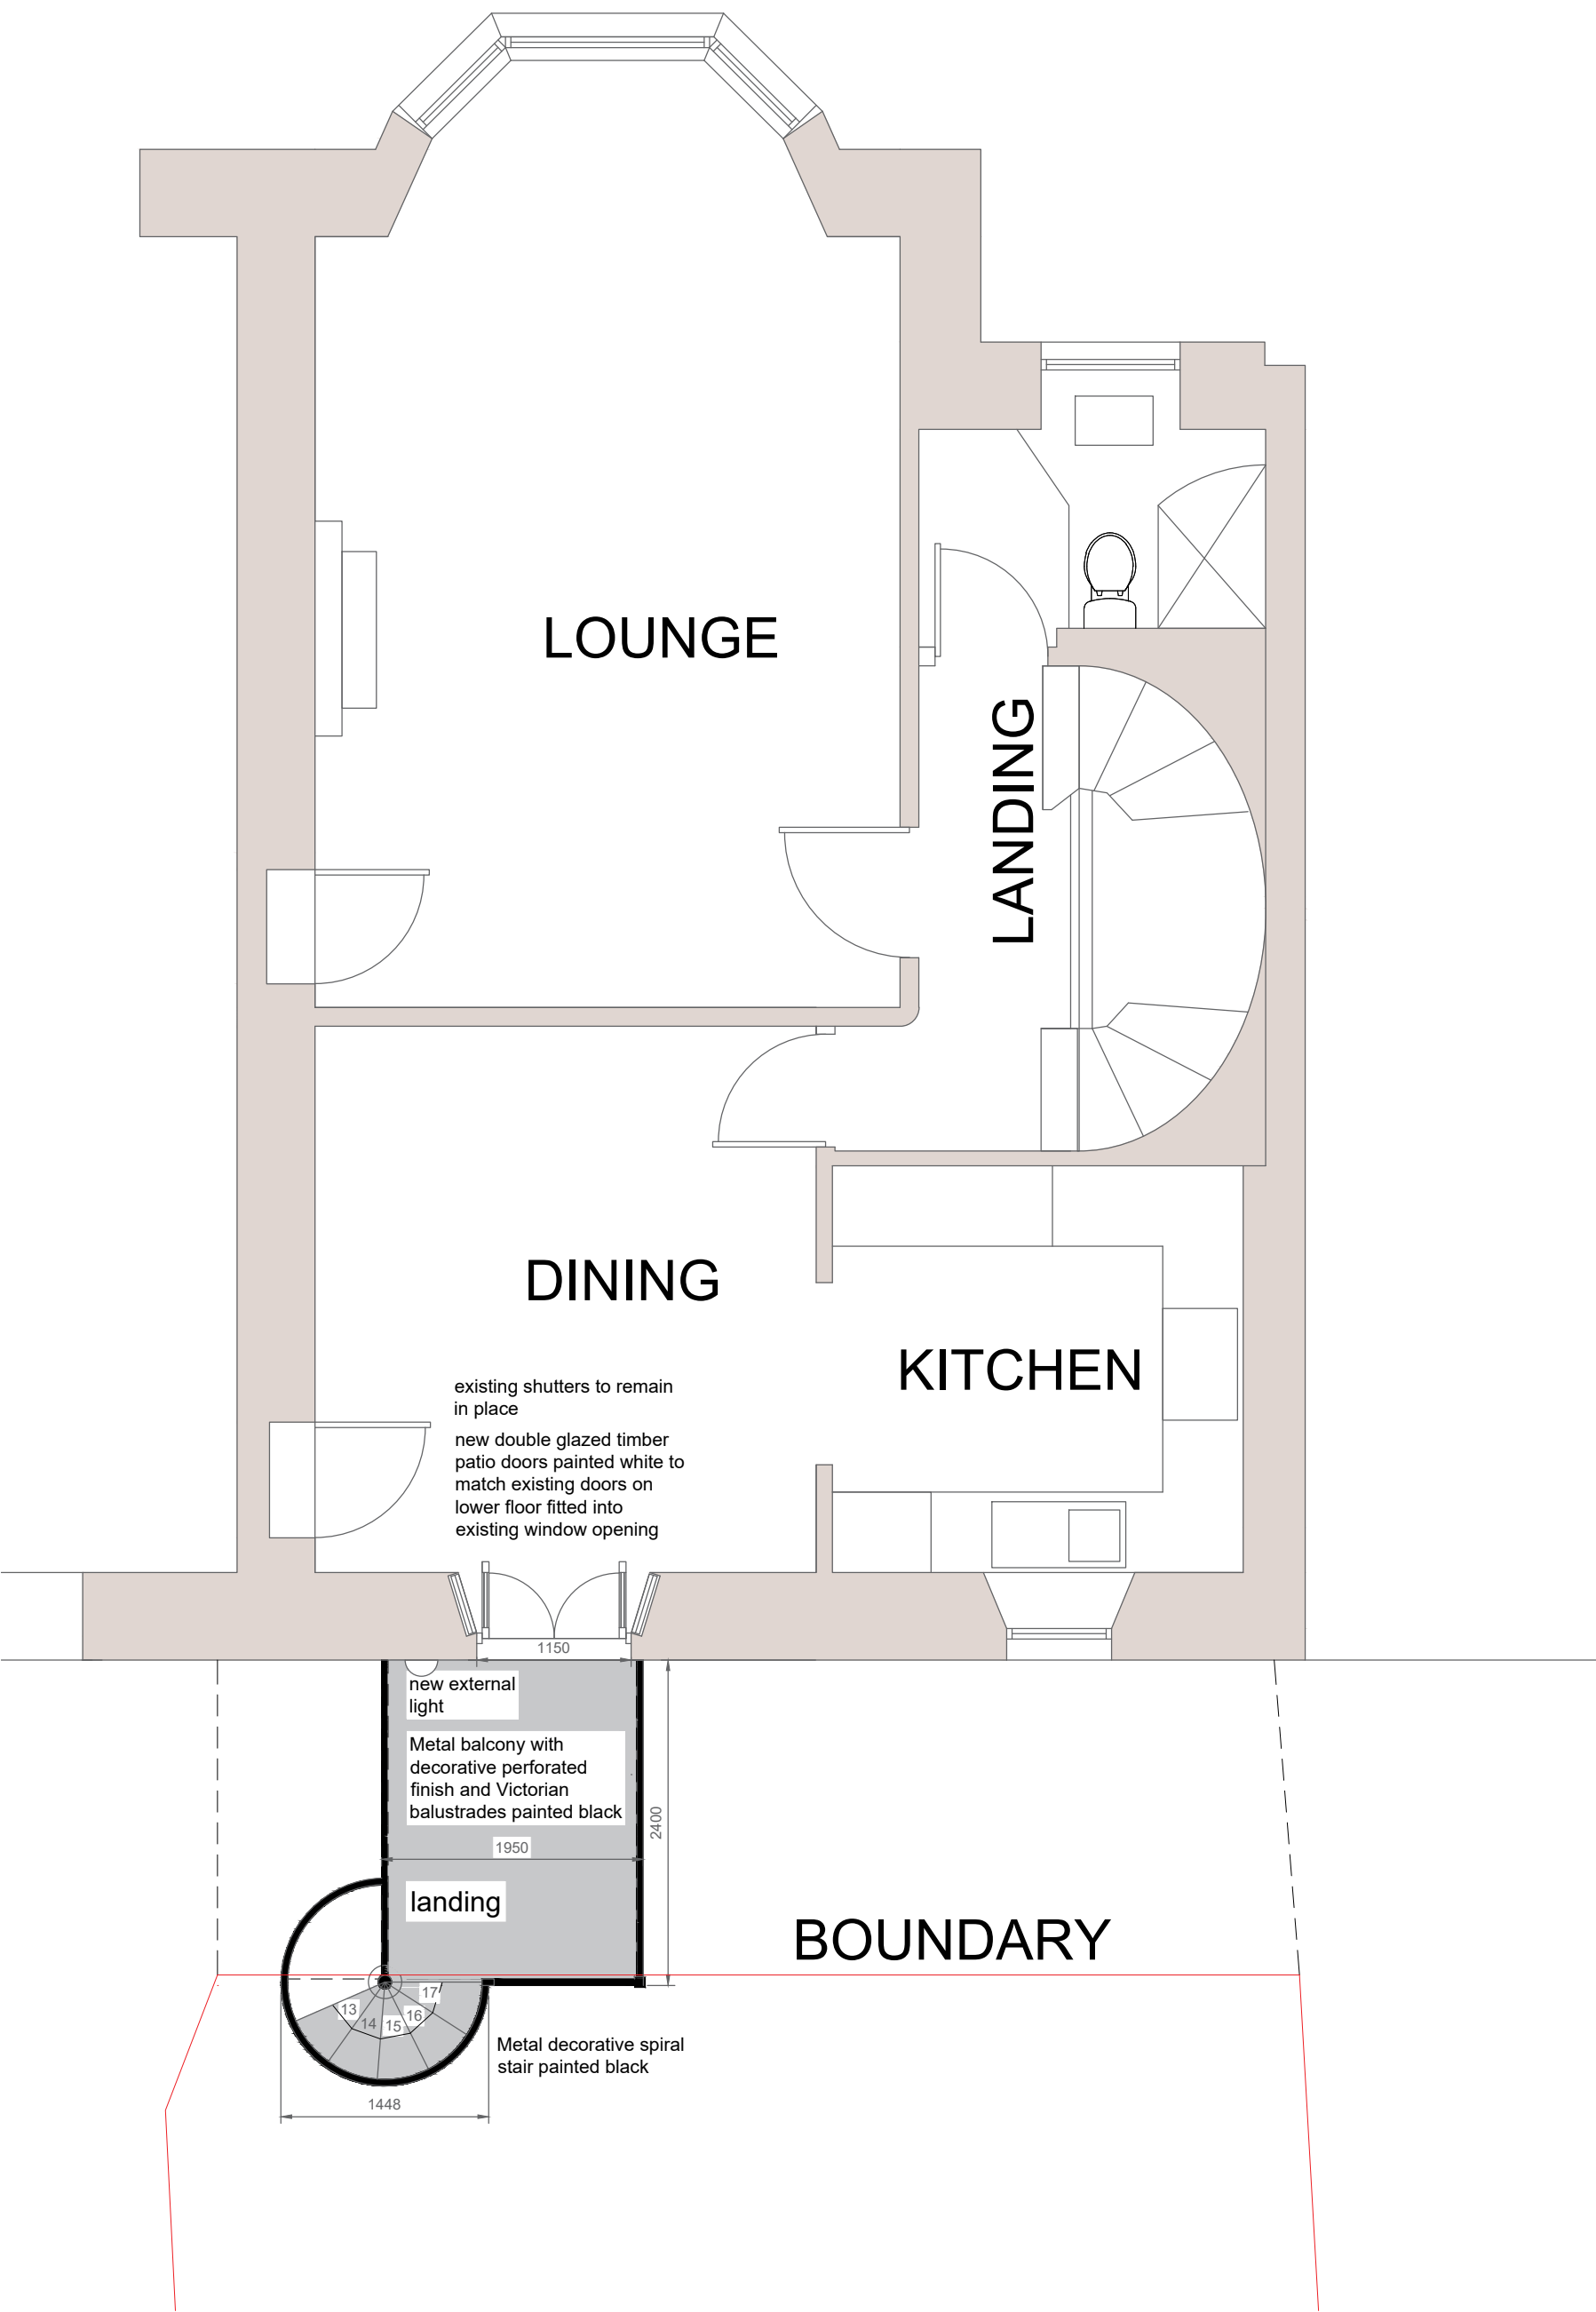 LOUNGE
LANDING
DINING
KITCHEN
existing shutters to remain
in place
new double glazed timber
patio doors painted white to
match existing doors on
lower floor fitted into
existing window opening
1150
new external
light
Metal balcony with
decorative perforated
finish and Victorian
balustrades painted black
2400
1950
landing
BOUNDARY
13
14
15
16
17
Metal decorative spiral
stair painted black
1448